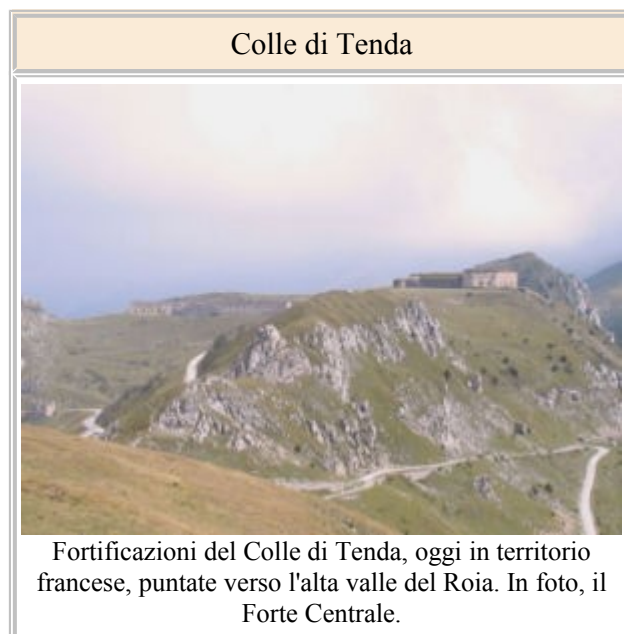 Colle di Tenda
Fortificazioni del Colle di Tenda, oggi in territorio
francese, puntate verso l'alta valle del Roia. In foto, il
Forte Centrale.